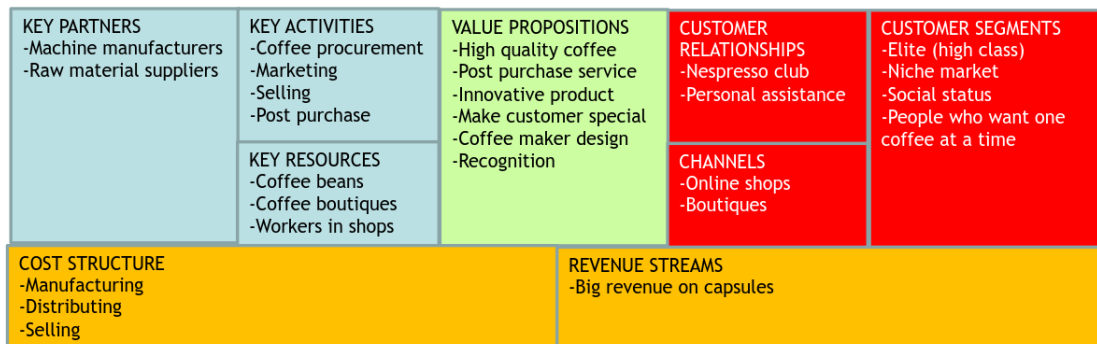 KEY PARTNERS
-Machine manufacturers
-Raw material suppliers
KEY ACTIVITIES
-Coffee procurement
-Marketing
-Selling
-Post purchase
KEY RESOURCES
-Coffee beans
-Coffee boutiques
-Workers in shops
VALUE PROPOSITIONS
-High quality coffee
-Post purchase service
-Innovative product
-Make customer special
-Coffee maker design
-Recognition
CUSTOMER
RELATIONSHIPS
-Nespresso club
-Personal assistance
CHANNELS
-Online shops
-Boutiques
CUSTOMER SEGMENTS
-Elite (high class)
-Niche market
-Social status
-People who want one
coffee at a time
COST STRUCTURE
-Manufacturing
-Distributing
-Selling
REVENUE STREAMS
-Big revenue on capsules